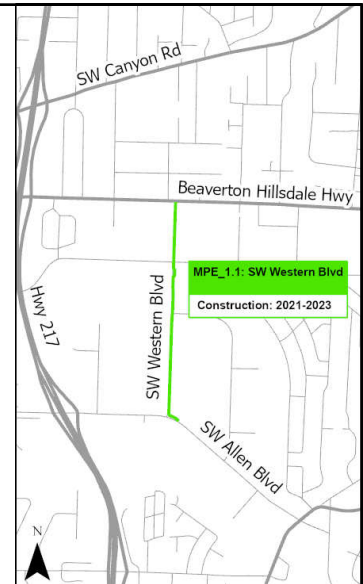 SW Canyon Rd
Beaverton Hillsdale Hwy
MPE_1.1: SW Western Blvd
Construction: 2021-2023
Hwy 217
SW Western Blvd
SW Allen Blvd
N